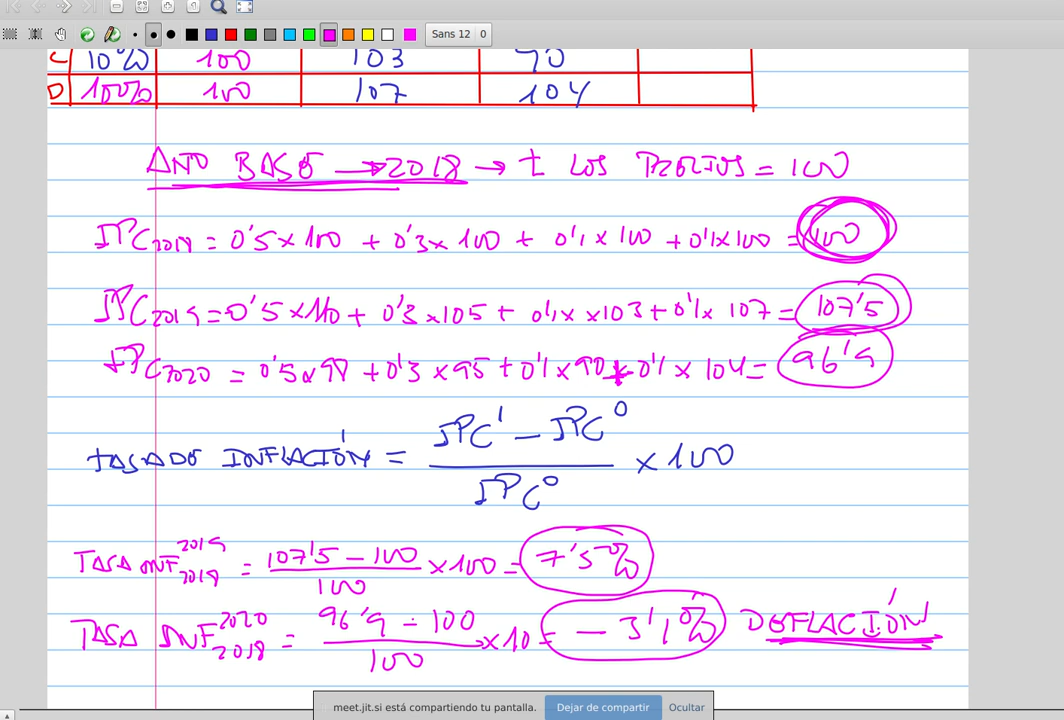 Sans 12 0
C 10% 100 103 90
D 10% 100 107 104
AÑO BASE → 2018 → t LOS PRECIOS = 100
IPC2018 = 0'5 x 100 + 0'3 x 100 + 0'1 x 100 + 0'1 x 100 = 100
IPC2019 = 0'5 x 110 + 0'3 x 105 + 0'1 x x 103 + 0'1 x 107 = 107'5
IPC2020 = 0'5 x 98 + 0'3 x 95 + 0'1 x 90 + 0'1 x 104 = 96'9
TASA DE INFLACIÓN = IPC¹ - IPC⁰ / IPC⁰ x 100
TASA INF 2019 2018 = 107'5 - 100 / 100 x 100 = 7'5%
TASA INF 2020 2018 = 96'9 - 100 / 100 x 10 = -3'1% DEFLACIÓN
meet.jit.si está compartiendo tu pantalla. Dejar de compartir Ocultar